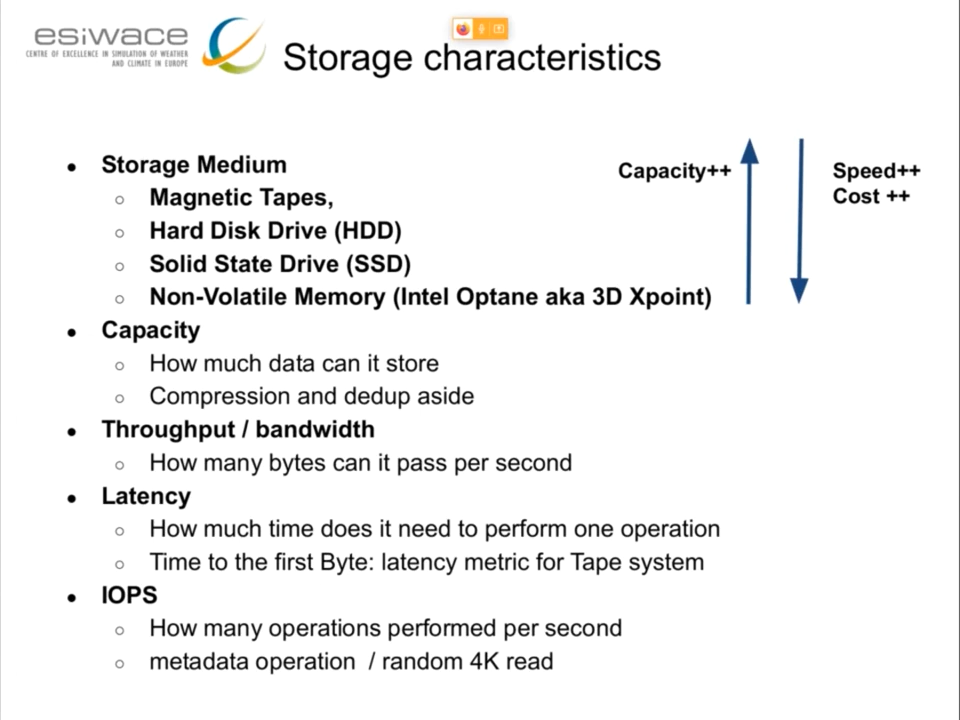 esiwace
CENTRE OF EXCELLENCE IN SIMULATION OF WEATHER
AND CLIMATE IN EUROPE
Storage characteristics
● Storage Medium
○ Magnetic Tapes,
○ Hard Disk Drive (HDD)
○ Solid State Drive (SSD)
○ Non-Volatile Memory (Intel Optane aka 3D Xpoint)
Capacity++
Speed++
Cost ++
● Capacity
○ How much data can it store
○ Compression and dedup aside
● Throughput / bandwidth
○ How many bytes can it pass per second
● Latency
○ How much time does it need to perform one operation
○ Time to the first Byte: latency metric for Tape system
● IOPS
○ How many operations performed per second
○ metadata operation / random 4K read